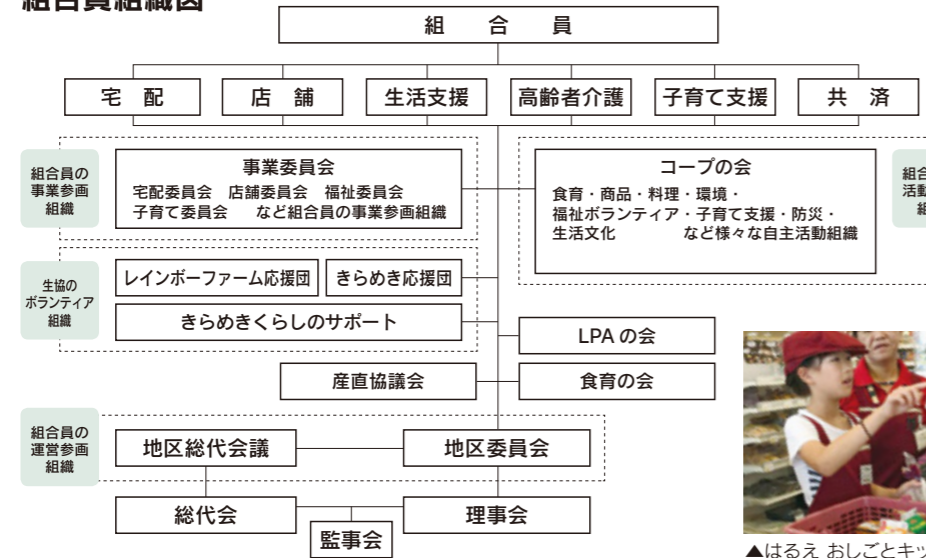 組合員組織図
組合員
宅配
店舗
生活支援
高齢者介護
子育て支援
共済
組合員の
事業参画
組織
事業委員会
宅配委員会 店舗委員会 福祉委員会
子育て委員会 など組合員の事業参画組織
コープの会
食育・商品・料理・環境・
福祉ボランティア・子育て支援・防災・
生活文化 など様々な自主活動組織
組合
活動
組
生協の
ボランティア
組織
レインボーファーム応援団
きらめき応援団
きらめきくらしのサポート
LPAの会
産直協議会
食育の会
組合員の
運営参画
組織
地区総代会議
地区委員会
総代会
監事会
理事会
▲はるえ おしごとキッ